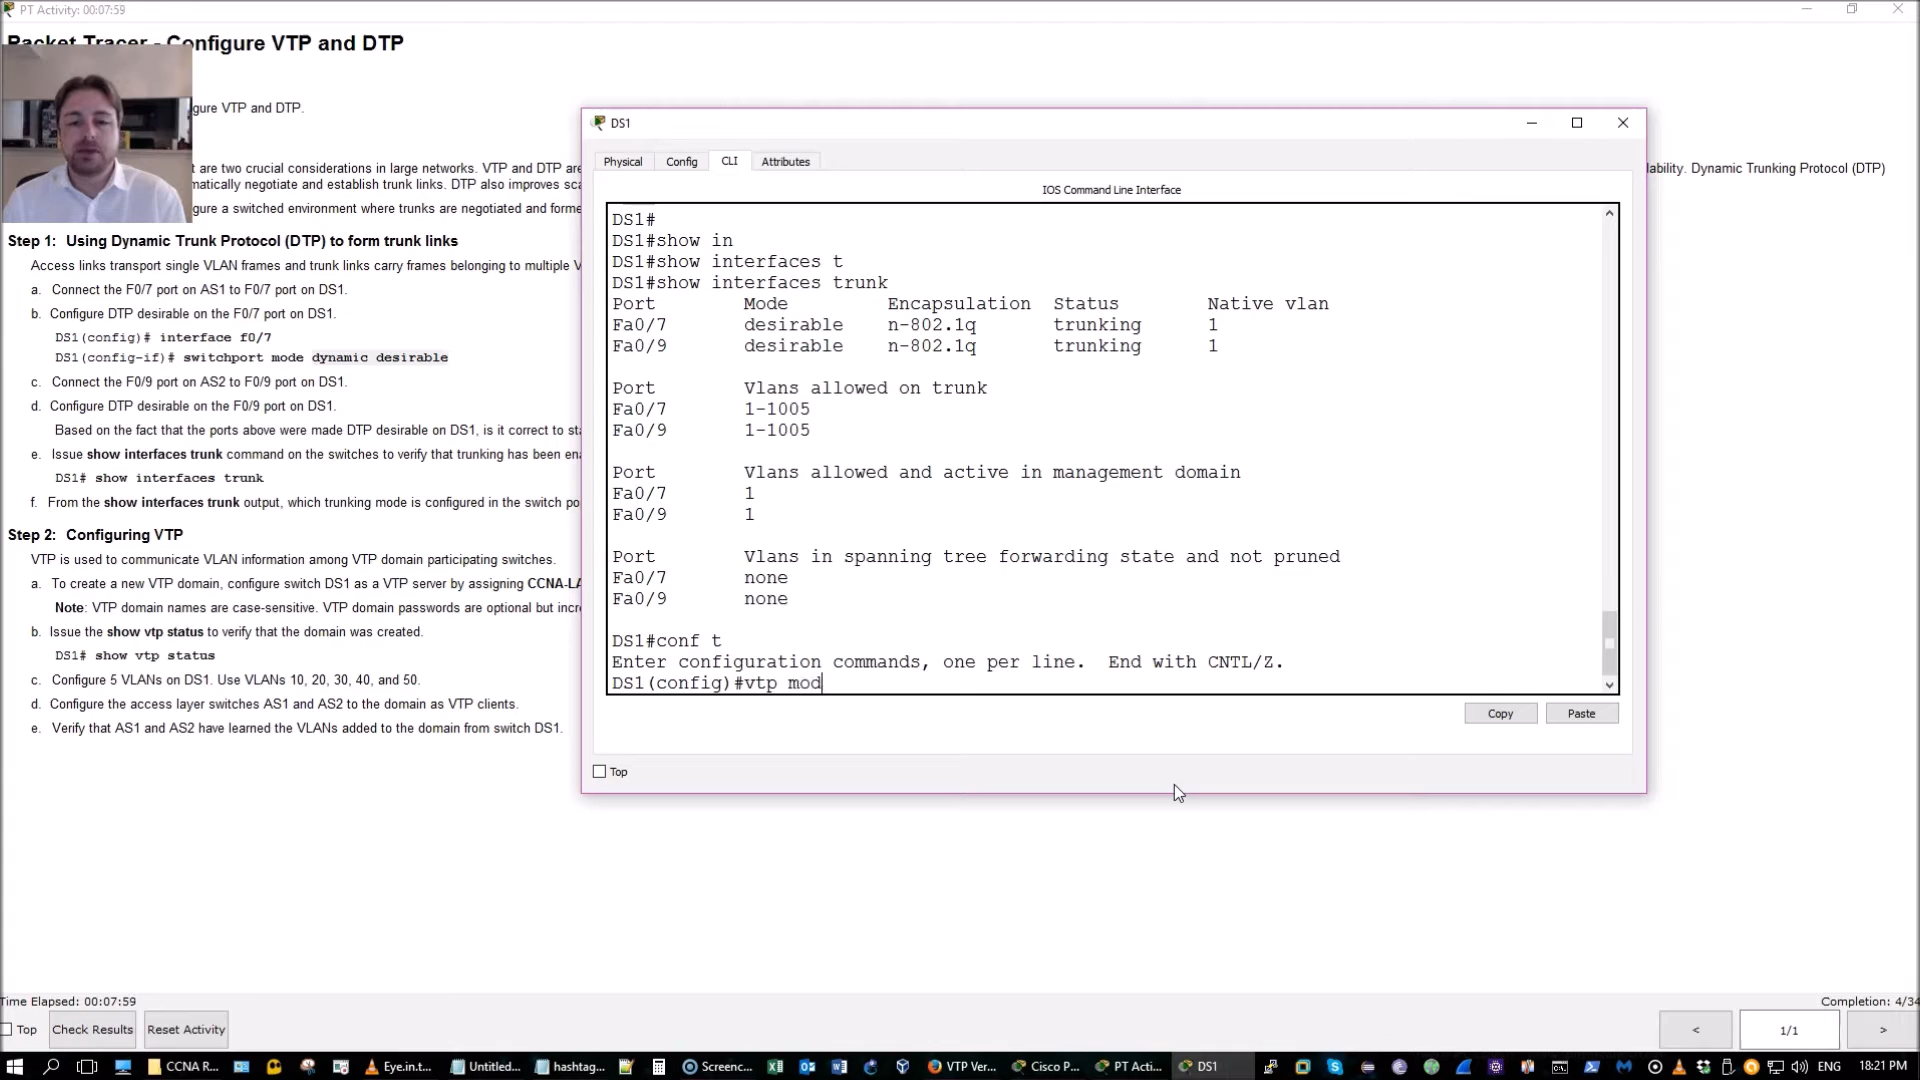 PT Activity: 00:07:59
Packet Tracer - Configure VTP and DTP
gure VTP and DTP.
t are two crucial considerations in large networks. VTP and DTP are
ability. Dynamic Trunking Protocol (DTP)
matically negotiate and establish trunk links. DTP also improves sca
gure a switched environment where trunks are negotiated and forme
Step 1: Using Dynamic Trunk Protocol (DTP) to form trunk links
Access links transport single VLAN frames and trunk links carry frames belonging to multiple V
a. Connect the F0/7 port on AS1 to F0/7 port on DS1.
b. Configure DTP desirable on the F0/7 port on DS1.
DS1(config)# interface f0/7
DS1(config-if)# switchport mode dynamic desirable
c. Connect the F0/9 port on AS2 to F0/9 port on DS1.
d. Configure DTP desirable on the F0/9 port on DS1.
Based on the fact that the ports above were made DTP desirable on DS1, is it correct to sta
e. Issue show interfaces trunk command on the switches to verify that trunking has been ena
DS1# show interfaces trunk
f. From the show interfaces trunk output, which trunking mode is configured in the switch po
Step 2: Configuring VTP
VTP is used to communicate VLAN information among VTP domain participating switches.
a. To create a new VTP domain, configure switch DS1 as a VTP server by assigning CCNA-LA
Note: VTP domain names are case-sensitive. VTP domain passwords are optional but incre
b. Issue the show vtp status to verify that the domain was created.
DS1# show vtp status
c. Configure 5 VLANs on DS1. Use VLANs 10, 20, 30, 40, and 50.
d. Configure the access layer switches AS1 and AS2 to the domain as VTP clients.
e. Verify that AS1 and AS2 have learned the VLANs added to the domain from switch DS1.
DS1
Physical Config CLI Attributes
IOS Command Line Interface
DS1#
DS1#show in
DS1#show interfaces t
DS1#show interfaces trunk
Port Mode Encapsulation Status Native vlan
Fa0/7 desirable n-802.1q trunking 1
Fa0/9 desirable n-802.1q trunking 1
Port Vlans allowed on trunk
Fa0/7 1-1005
Fa0/9 1-1005
Port Vlans allowed and active in management domain
Fa0/7 1
Fa0/9 1
Port Vlans in spanning tree forwarding state and not pruned
Fa0/7 none
Fa0/9 none
DS1#conf t
Enter configuration commands, one per line. End with CNTL/Z.
DS1(config)#vtp mod
Copy Paste
Top
Time Elapsed: 00:07:59
Completion: 4/34
Top Check Results Reset Activity
< 1/1 >
CCNA R... Eye.in.t... Untitled... hashtag... Screenc... VTP Ver... Cisco P... PT Acti... DS1 ENG 18:21 PM